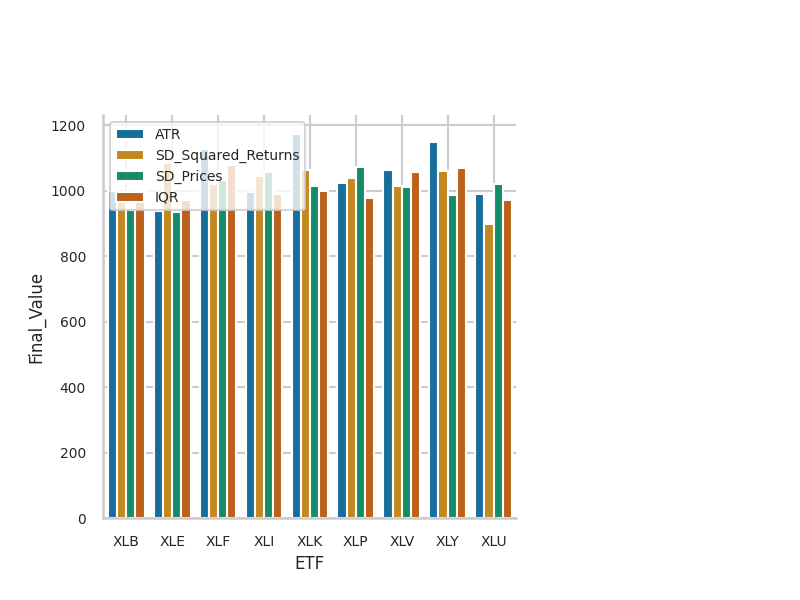 ATR
SD_Squared_Returns
SD_Prices
IQR
1200
1000
800
600
400
200
0
Final_Value
XLB XLE XLF XLI XLK XLP XLV XLY XLU
ETF